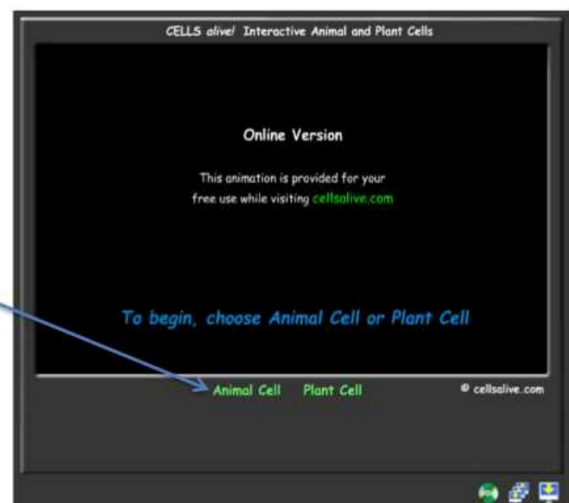 CELLS alive! Interactive Animal and Plant Cells
Online Version
This animation is provided for your
free use while visiting cellsalive.com
To begin, choose Animal Cell or Plant Cell
Animal Cell Plant Cell © cellsalive.com